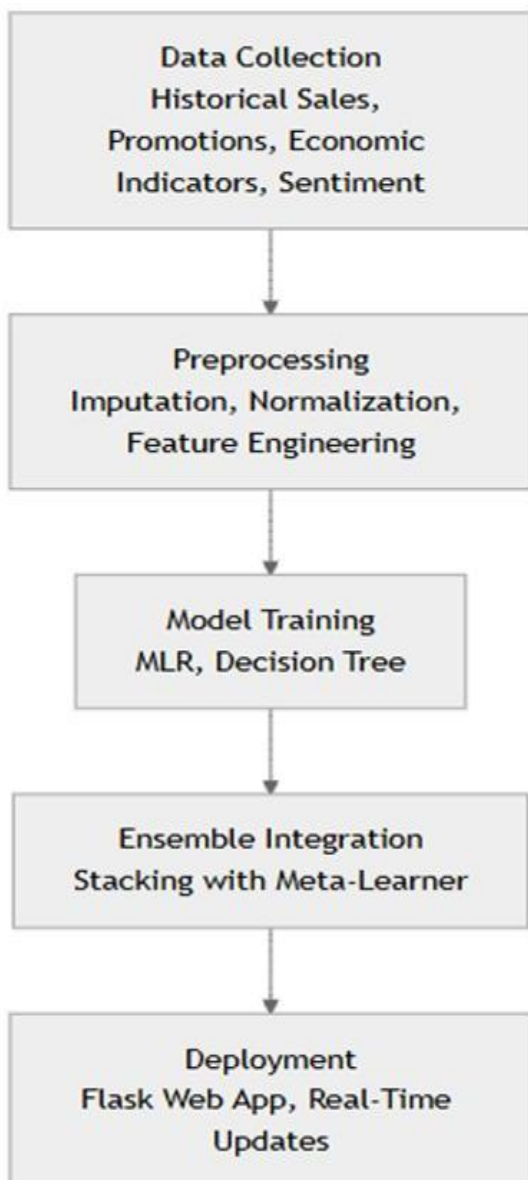 Data Collection
Historical Sales,
Promotions, Economic
Indicators, Sentiment
Preprocessing
Imputation, Normalization,
Feature Engineering
Model Training
MLR, Decision Tree
Ensemble Integration
Stacking with Meta-Learner
Deployment
Flask Web App, Real-Time
Updates